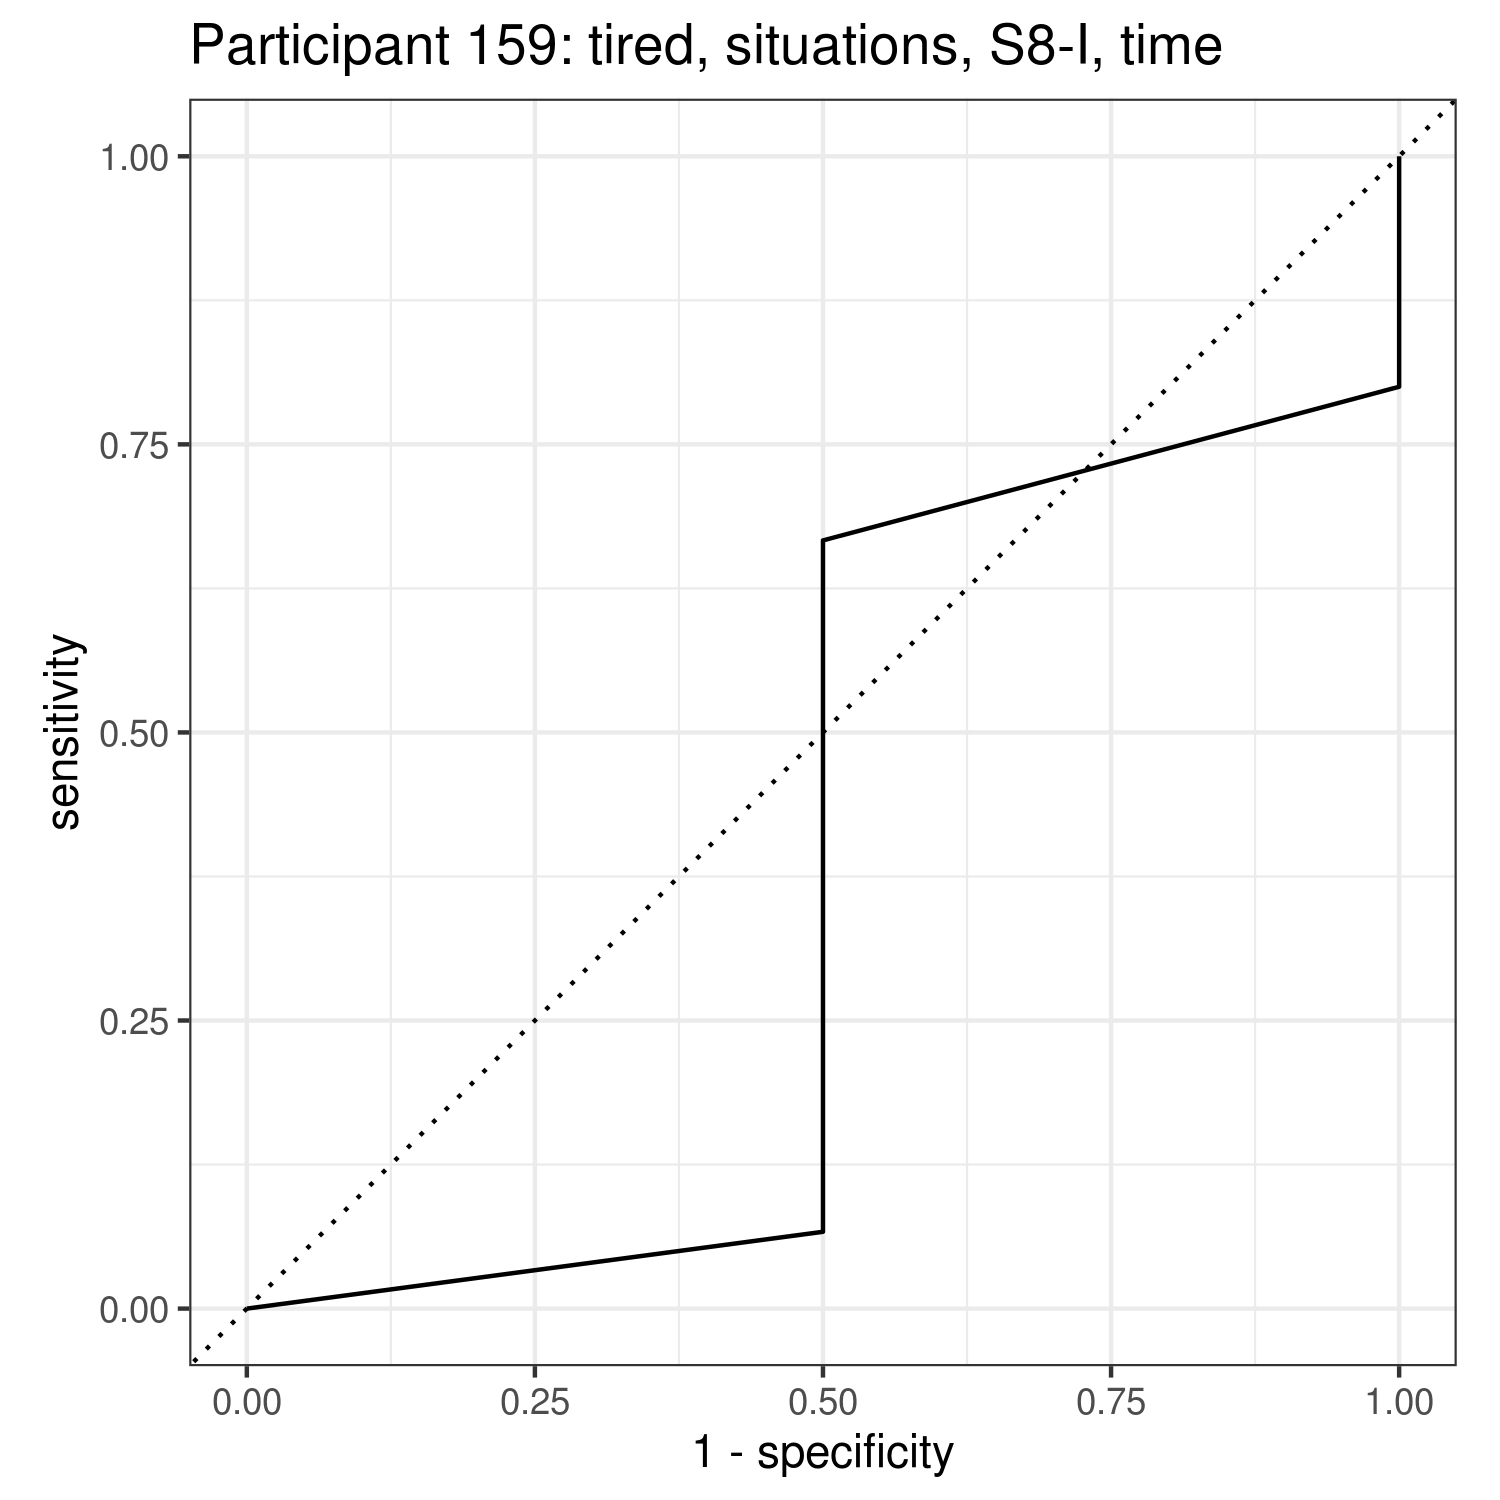 Participant 159: tired, situations, S8-I, time
1.00
0.75
0.50
0.25
0.00
sensitivity
0.00 0.25 0.50 0.75 1.00
1 - specificity